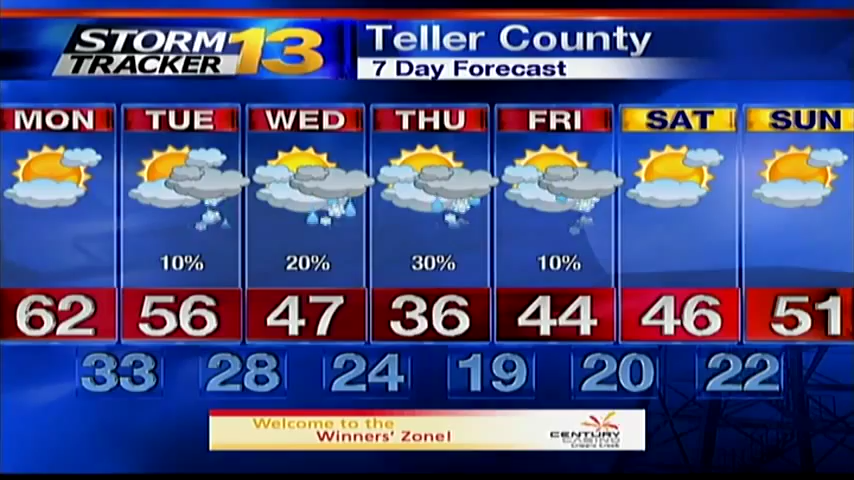 STORM
TRACKER 13
Teller County
7 Day Forecast
MON TUE WED THU FRI SAT SUN
10% 20% 30% 10%
62 56 47 36 44 46 51
33 28 24 19 20 22
Welcome to the
Winners' Zone!
CENTURY
CASINO
Cripple Creek